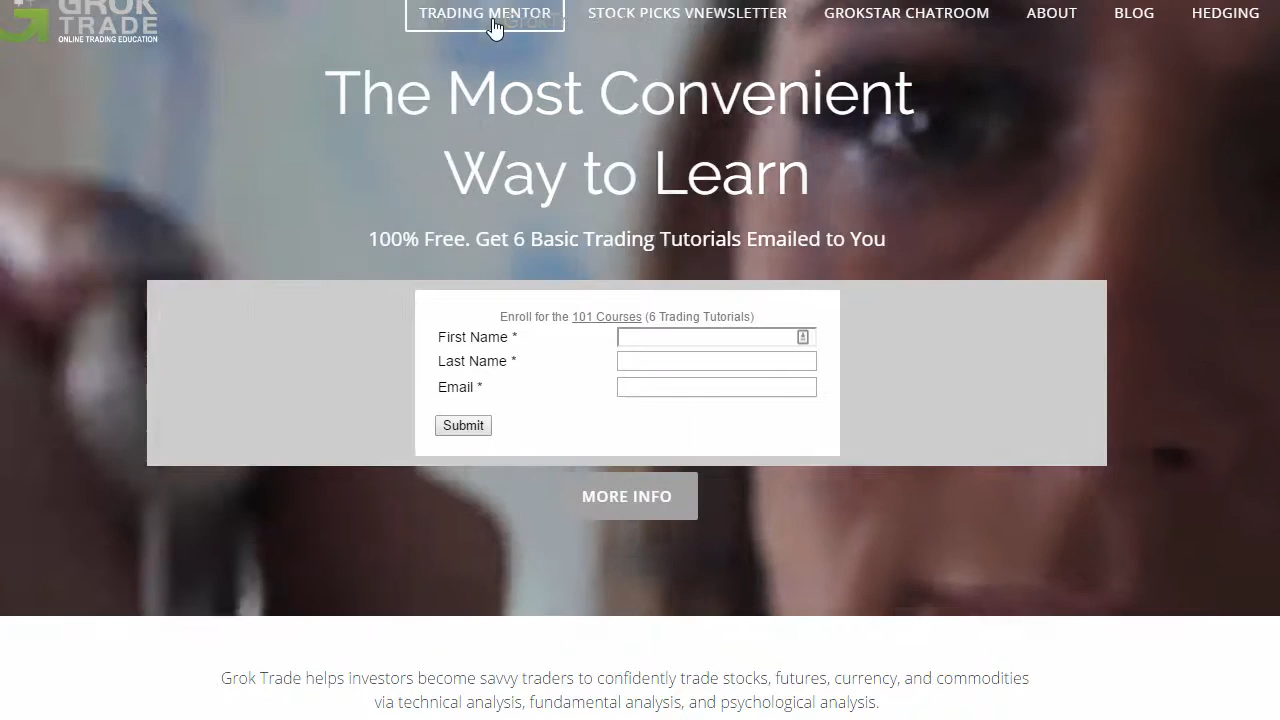 GROK
TRADE
ONLINE TRADING EDUCATION
TRADING MENTOR
STOCK PICKS VNEWSLETTER
GROKSTAR CHATROOM
ABOUT
BLOG
HEDGING
The Most Convenient
Way to Learn
100% Free. Get 6 Basic Trading Tutorials Emailed to You
Enroll for the 101 Courses (6 Trading Tutorials)
First Name *
Last Name *
Email *
Submit
MORE INFO
Grok Trade helps investors become savvy traders to confidently trade stocks, futures, currency, and commodities
via technical analysis, fundamental analysis, and psychological analysis.